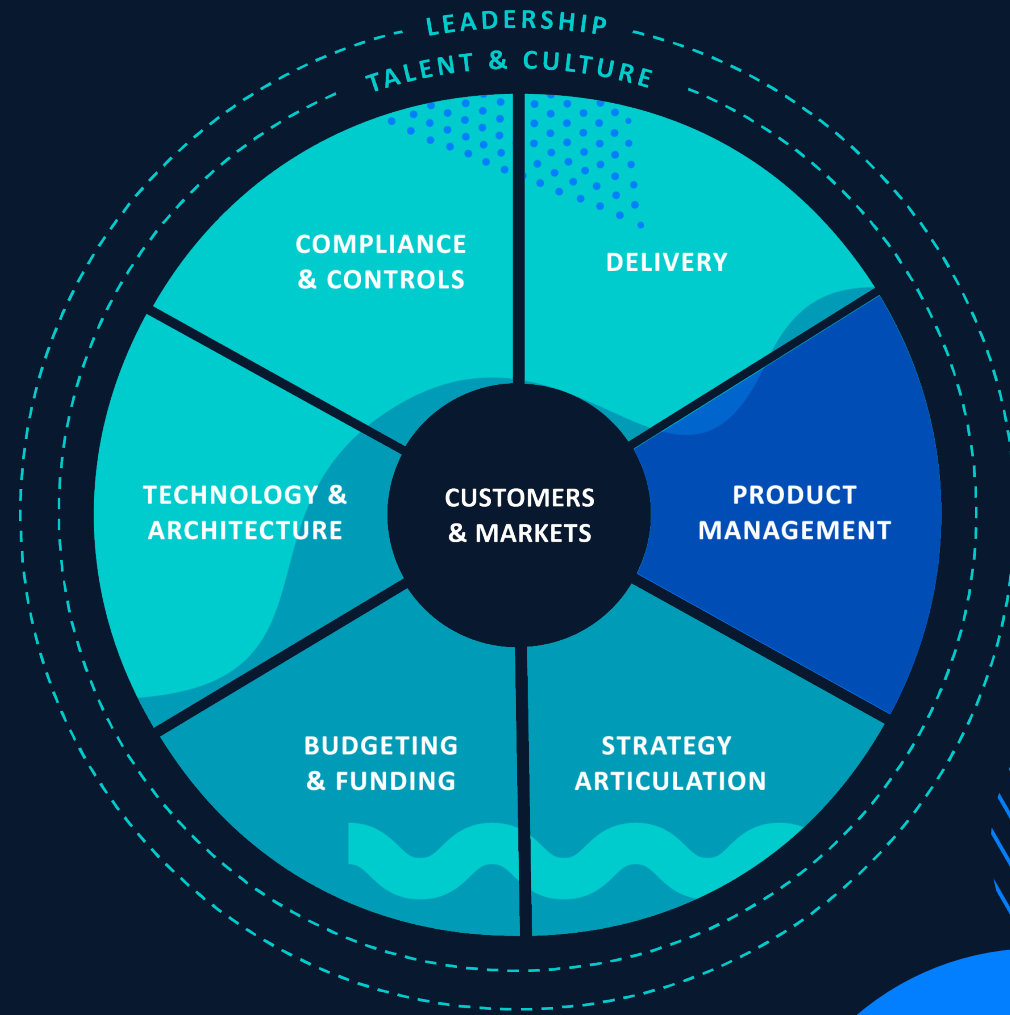 LEADERSHIP
TALENT & CULTURE
COMPLIANCE
& CONTROLS
DELIVERY
TECHNOLOGY &
ARCHITECTURE
CUSTOMERS
& MARKETS
PRODUCT
MANAGEMENT
BUDGETING
& FUNDING
STRATEGY
ARTICULATION